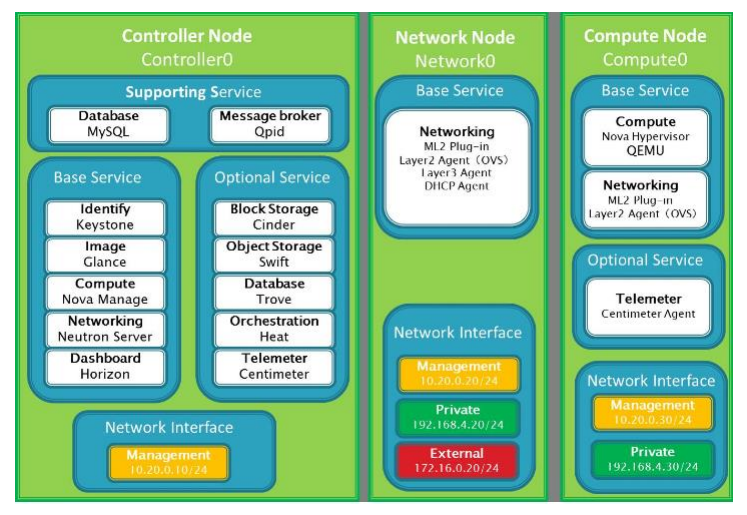 Controller Node
Controller0
Supporting Service
Database
MySQL
Message broker
Qpid
Base Service
Identify
Keystone
Image
Glance
Compute
Nova Manage
Networking
Neutron Server
Dashboard
Horizon
Optional Service
Block Storage
Cinder
Object Storage
Swift
Database
Trove
Orchestration
Heat
Telemeter
Centimeter
Network Interface
Management
10.20.0.10/24
Network Node
Network0
Base Service
Networking
ML2 Plug-in
Layer2 Agent (OVS)
Layer3 Agent
DHCP Agent
Network Interface
Management
10.20.0.20/24
Private
192.168.4.20/24
External
172.16.0.20/24
Compute Node
Compute0
Base Service
Compute
Nova Hypervisor
QEMU
Networking
ML2 Plug-in
Layer2 Agent (OVS)
Optional Service
Telemeter
Centimeter Agent
Network Interface
Management
10.20.0.30/24
Private
192.168.4.30/24